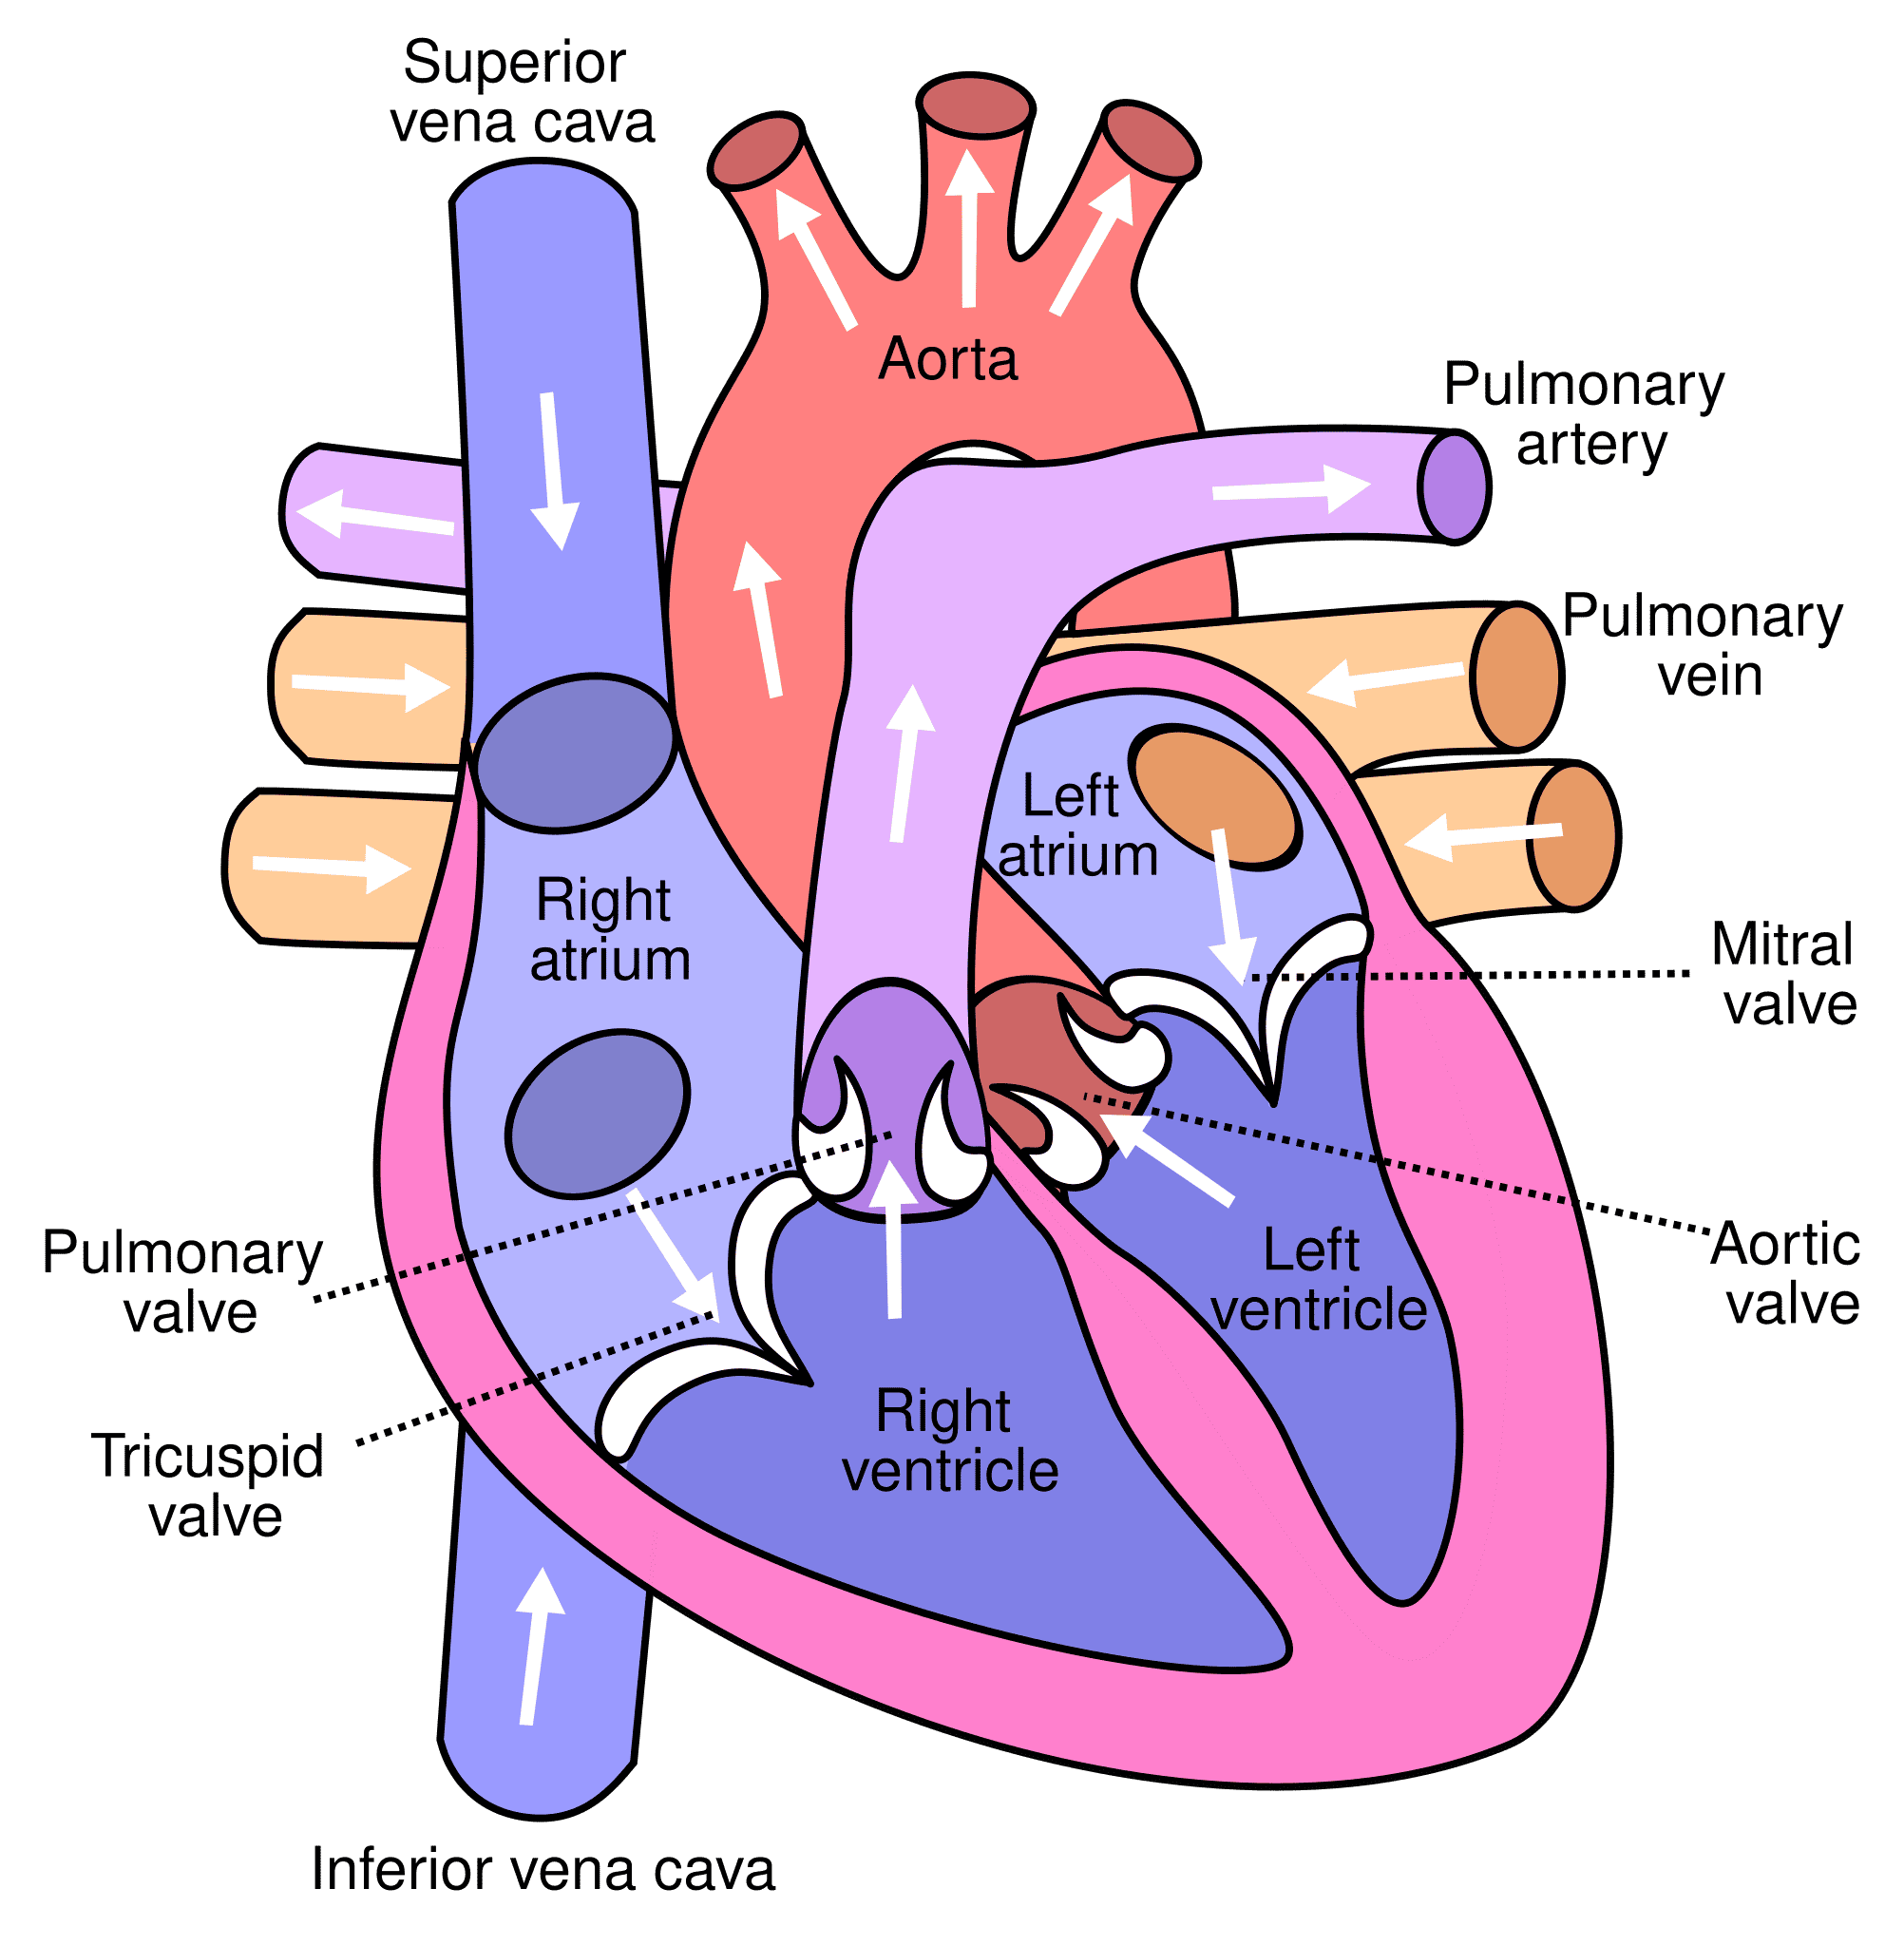 Superior
vena cava
Aorta
Pulmonary
artery
Pulmonary
vein
Left
atrium
Right
atrium
Mitral
valve
Pulmonary
valve
Aortic
valve
Left
ventricle
Tricuspid
valve
Right
ventricle
Inferior vena cava